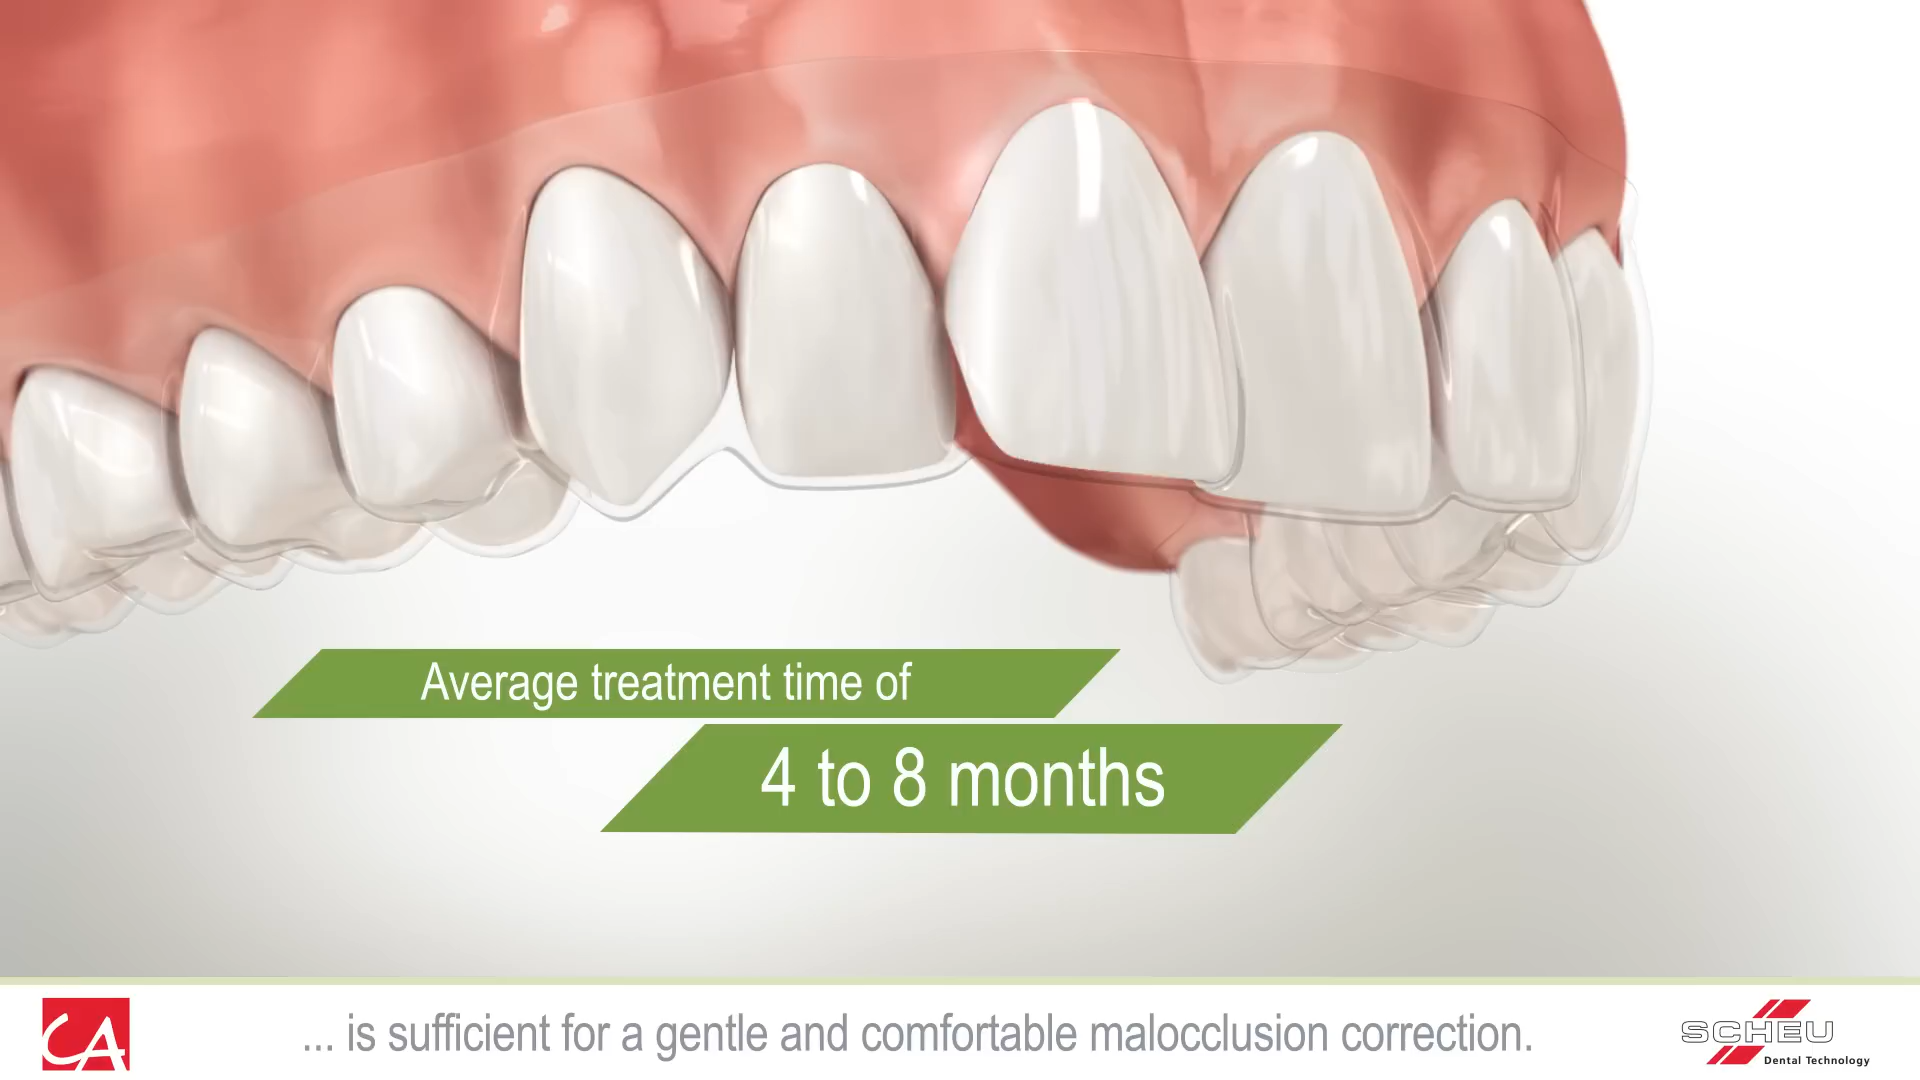 Average treatment time of
4 to 8 months
CA
... is sufficient for a gentle and comfortable malocclusion correction.
SCHEU
Dental Technology